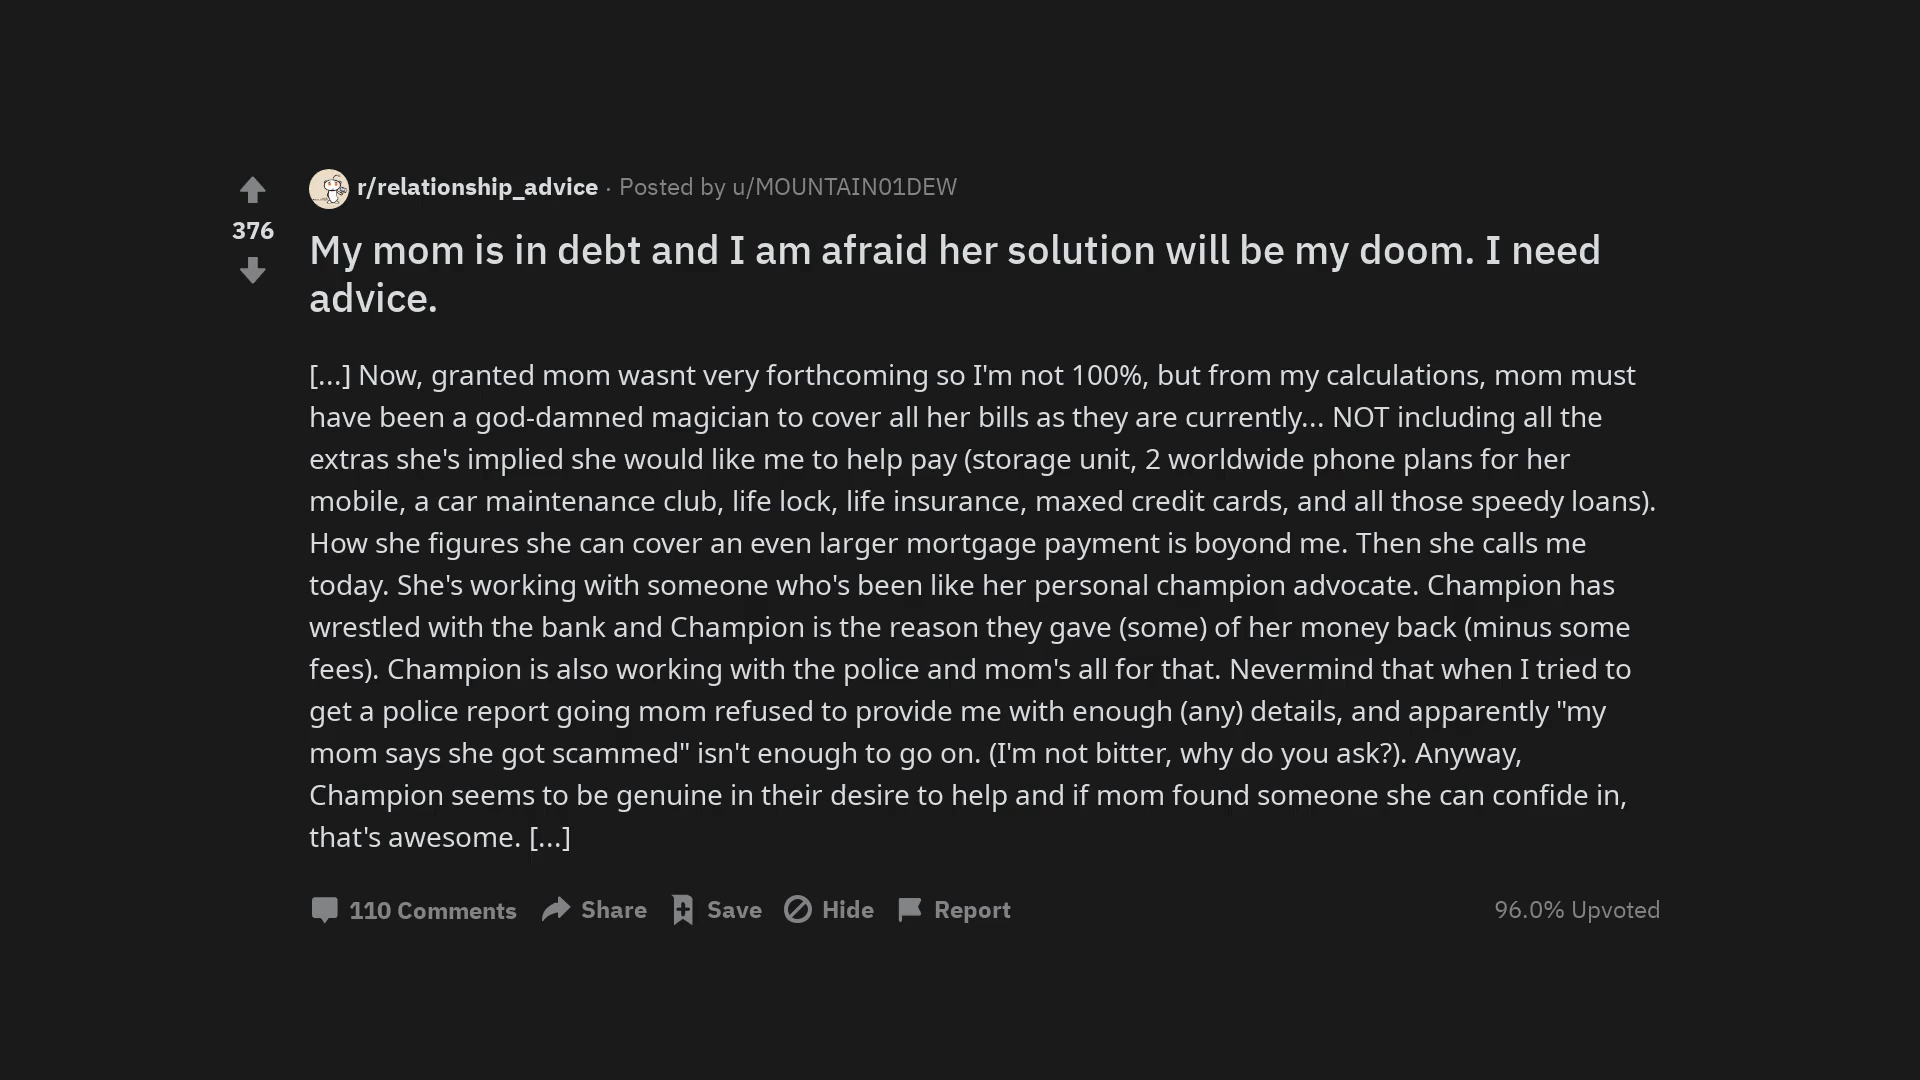 r/relationship_advice · Posted by u/MOUNTAIN01DEW
376
My mom is in debt and I am afraid her solution will be my doom. I need
advice.
[...] Now, granted mom wasnt very forthcoming so I'm not 100%, but from my calculations, mom must
have been a god-damned magician to cover all her bills as they are currently... NOT including all the
extras she's implied she would like me to help pay (storage unit, 2 worldwide phone plans for her
mobile, a car maintenance club, life lock, life insurance, maxed credit cards, and all those speedy loans).
How she figures she can cover an even larger mortgage payment is boyond me. Then she calls me
today. She's working with someone who's been like her personal champion advocate. Champion has
wrestled with the bank and Champion is the reason they gave (some) of her money back (minus some
fees). Champion is also working with the police and mom's all for that. Nevermind that when I tried to
get a police report going mom refused to provide me with enough (any) details, and apparently "my
mom says she got scammed" isn't enough to go on. (I'm not bitter, why do you ask?). Anyway,
Champion seems to be genuine in their desire to help and if mom found someone she can confide in,
that's awesome. [...]
110 Comments Share Save Hide Report 96.0% Upvoted